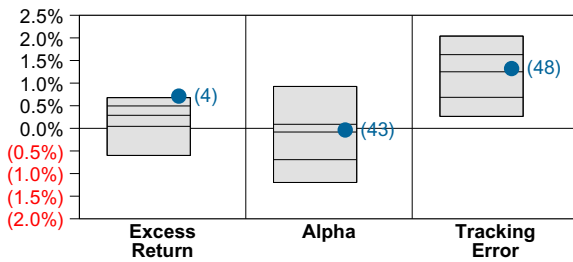 2.5%
2.0%
1.5%
1.0%
0.5%
0.0%
(0.5%)
(1.0%)
(1.5%)
(2.0%)
(4)
(43)
(48)
Excess
Return
Alpha
Tracking
Error